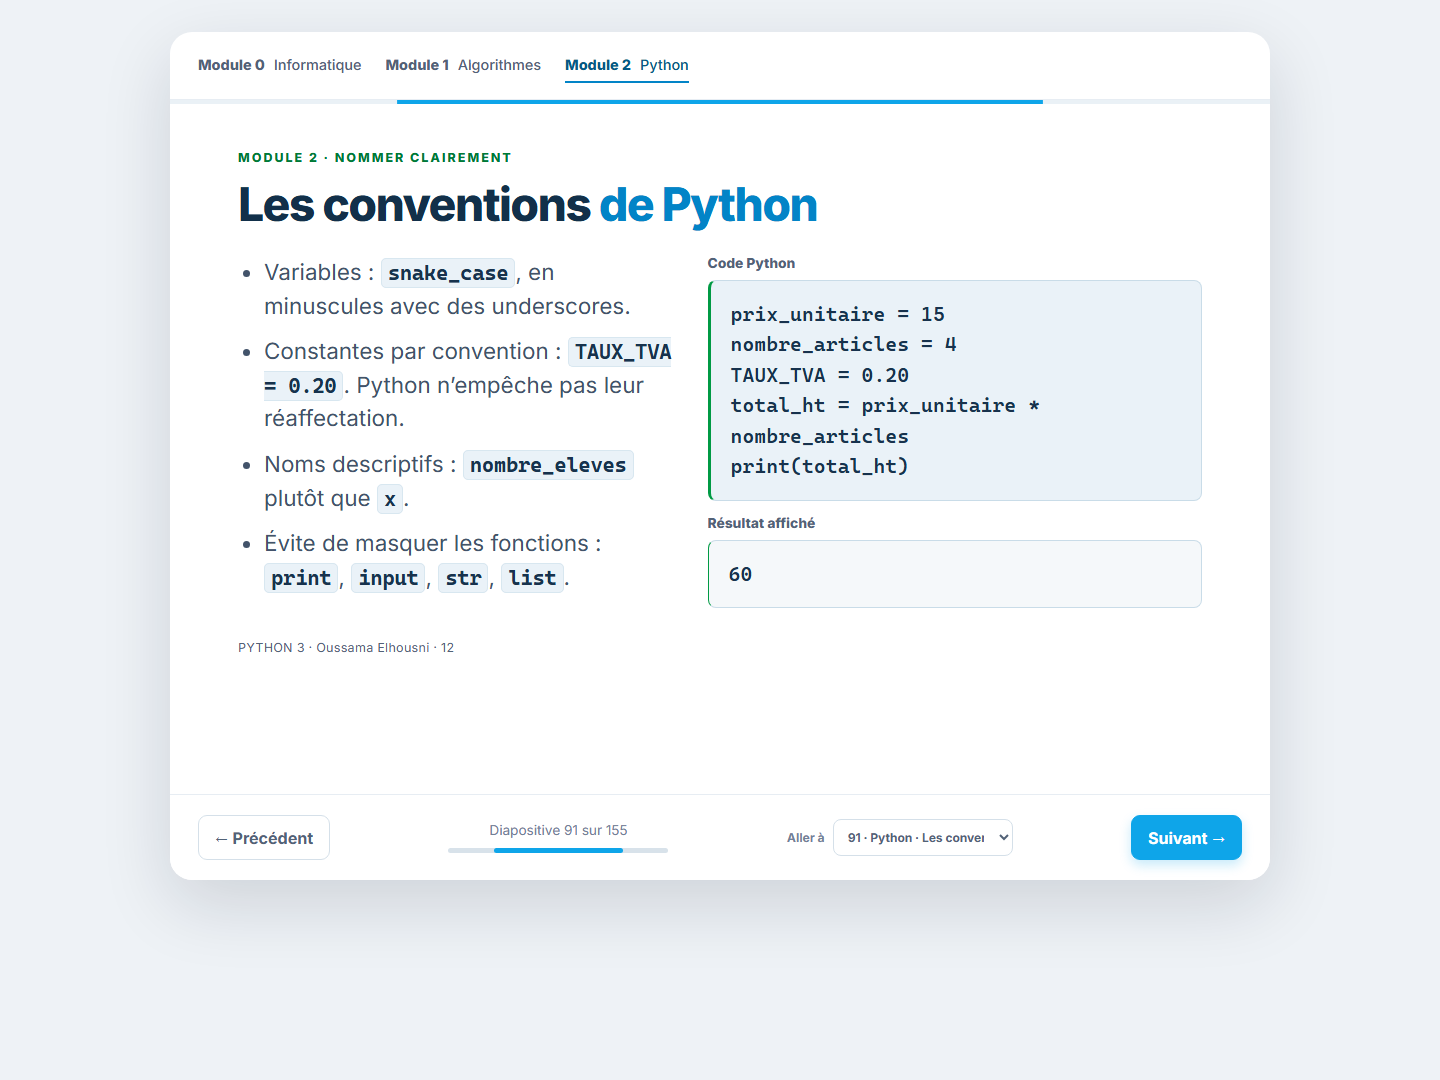 Module 0 Informatique Module 1 Algorithmes Module 2 Python
MODULE 2 · NOMMER CLAIREMENT
Les conventions de Python
• Variables : snake_case, en
minuscules avec des underscores.
• Constantes par convention : TAUX_TVA
= 0.20. Python n’empêche pas leur
réaffectation.
• Noms descriptifs : nombre_eleves
plutôt que x.
• Évite de masquer les fonctions :
print, input, str, list.
Code Python
prix_unitaire = 15
nombre_articles = 4
TAUX_TVA = 0.20
total_ht = prix_unitaire *
nombre_articles
print(total_ht)
Résultat affiché
60
PYTHON 3 · Oussama Elhousni · 12
← Précédent
Diapositive 91 sur 155
Aller à 91 · Python · Les conver
Suivant →